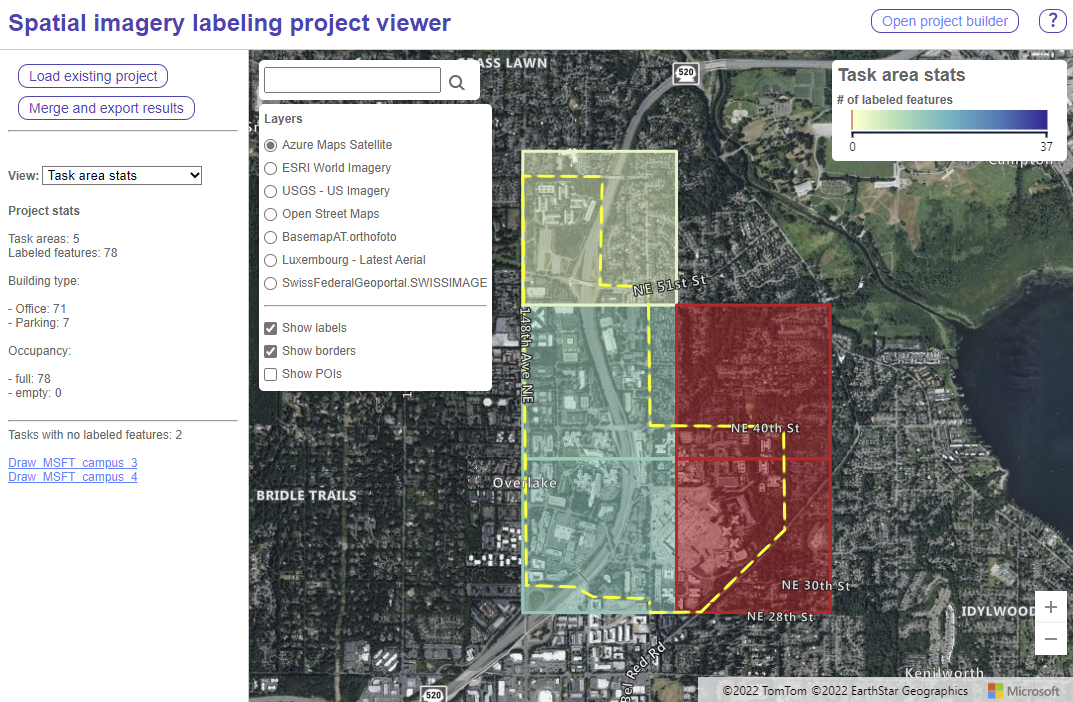 Spatial imagery labeling project viewer
Open project builder
?
Load existing project
Merge and export results
View: Task area stats
Project stats
Task areas: 5
Labeled features: 78
Building type:
- Office: 71
- Parking: 7
Occupancy:
- full: 78
- empty: 0
Tasks with no labeled features: 2
Draw_MSFT_campus_3
Draw_MSFT_campus_4
Layers
Azure Maps Satellite
ESRI World Imagery
USGS - US Imagery
Open Street Maps
BasemapAT.orthofoto
Luxembourg - Latest Aerial
SwissFederalGeoportal.SWISSIMAGE
Show labels
Show borders
Show POIs
Task area stats
# of labeled features
0 37
520
NE 51st St
148th Ave NE
NE 40th St
Overlake
BRIDLE TRAILS
NE 30th St
NE 28th St
IDYLWOOD
Bel Red Rd
Kenilworth
520
+
−
©2022 TomTom ©2022 EarthStar Geographics Microsoft